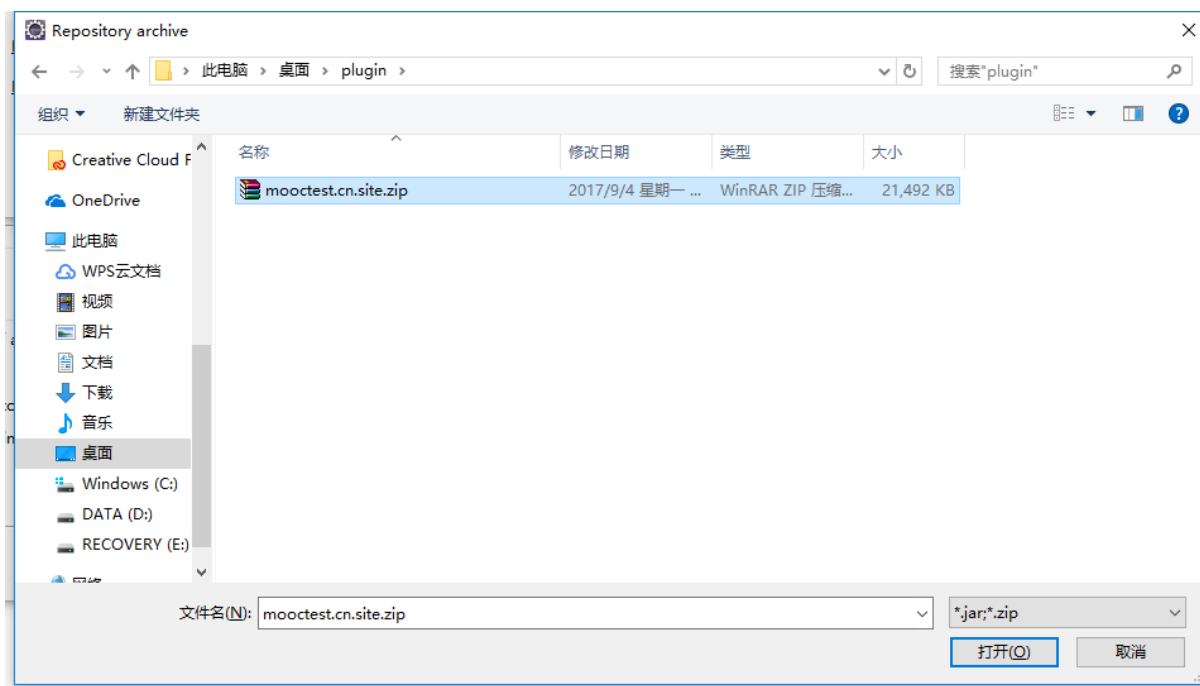 Repository archive
此电脑 › 桌面 › plugin ›
搜索"plugin"
组织
新建文件夹
名称
修改日期
类型
大小
mooctest.cn.site.zip
2017/9/4 星期一 ...
WinRAR ZIP 压缩...
21,492 KB
Creative Cloud F
OneDrive
此电脑
WPS云文档
视频
图片
文档
下载
音乐
桌面
Windows (C:)
DATA (D:)
RECOVERY (E:)
文件名(N):
mooctest.cn.site.zip
*.jar;*.zip
打开(O)
取消